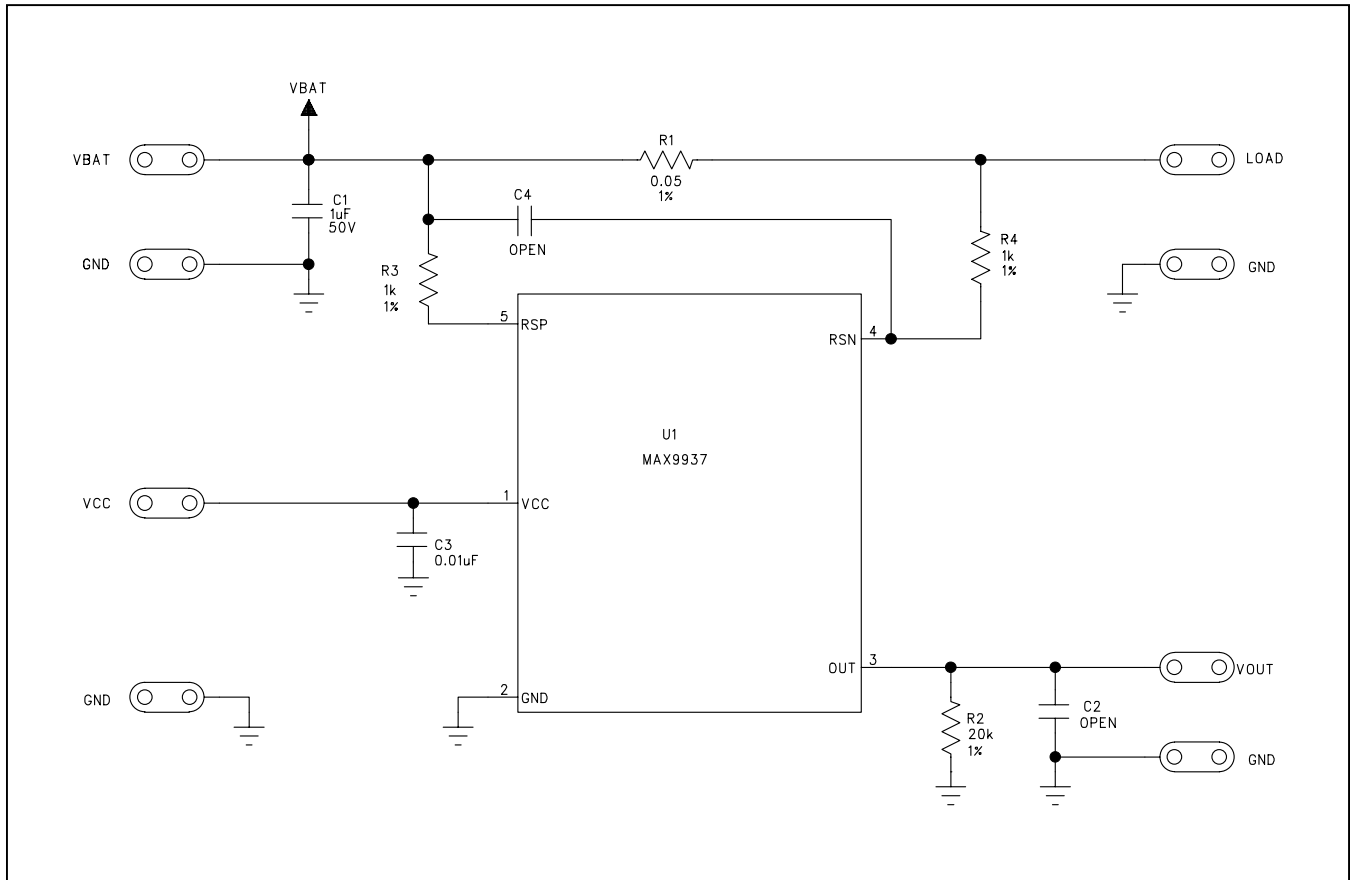 VBAT
VBAT
R1
0.05
1%
LOAD
C1
1uF
50V
C4
OPEN
GND
R3
1k
1%
R4
1k
1%
GND
5
RSP
4
RSN
U1
MAX9937
VCC
1
VCC
C3
0.01uF
OUT
3
VOUT
GND
2
GND
R2
20k
1%
C2
OPEN
GND